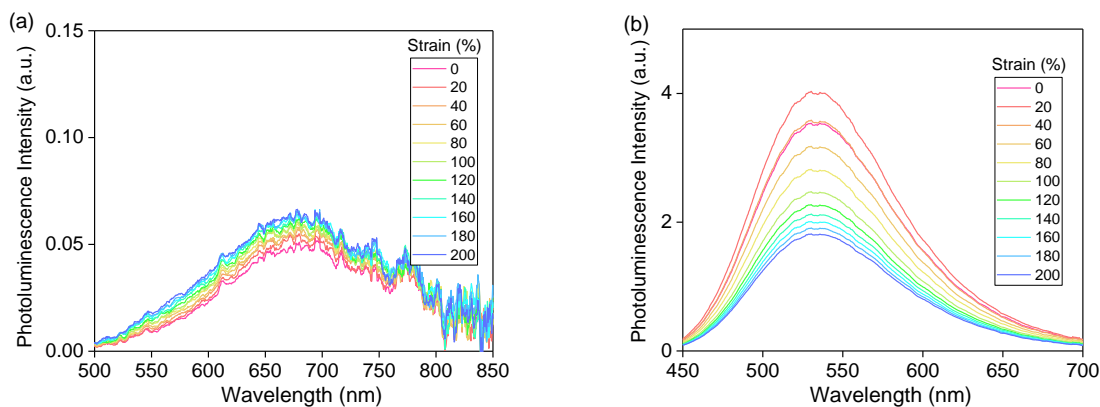 (a)
0.15
0.10
0.05
0.00
Photoluminescence Intensity (a.u.)
500 550 600 650 700 750 800 850
Wavelength (nm)
Strain (%)
0
20
40
60
80
100
120
140
160
180
200
(b)
4
2
0
Photoluminescence Intensity (a.u.)
450 500 550 600 650 700
Wavelength (nm)
Strain (%)
0
20
40
60
80
100
120
140
160
180
200